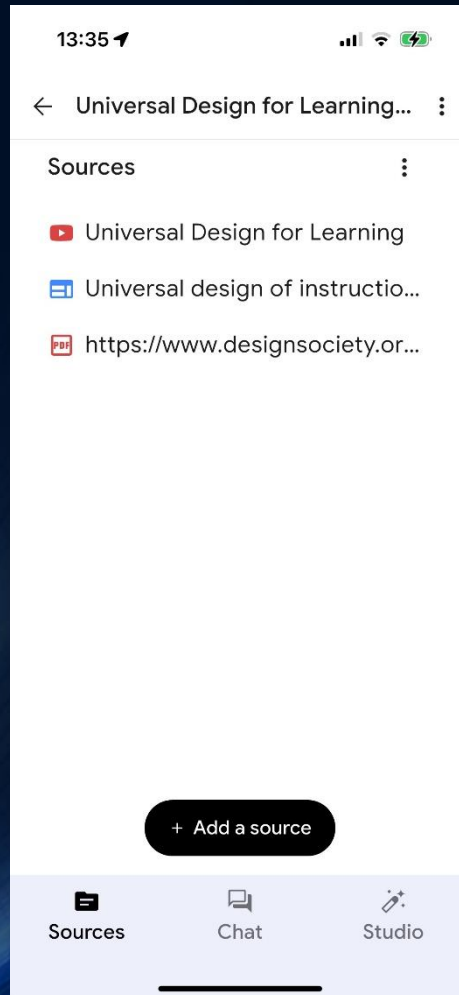 13:35
Universal Design for Learning...
Sources
Universal Design for Learning
Universal design of instructio...
PDF https://www.designsociety.or...
+ Add a source
Sources Chat Studio